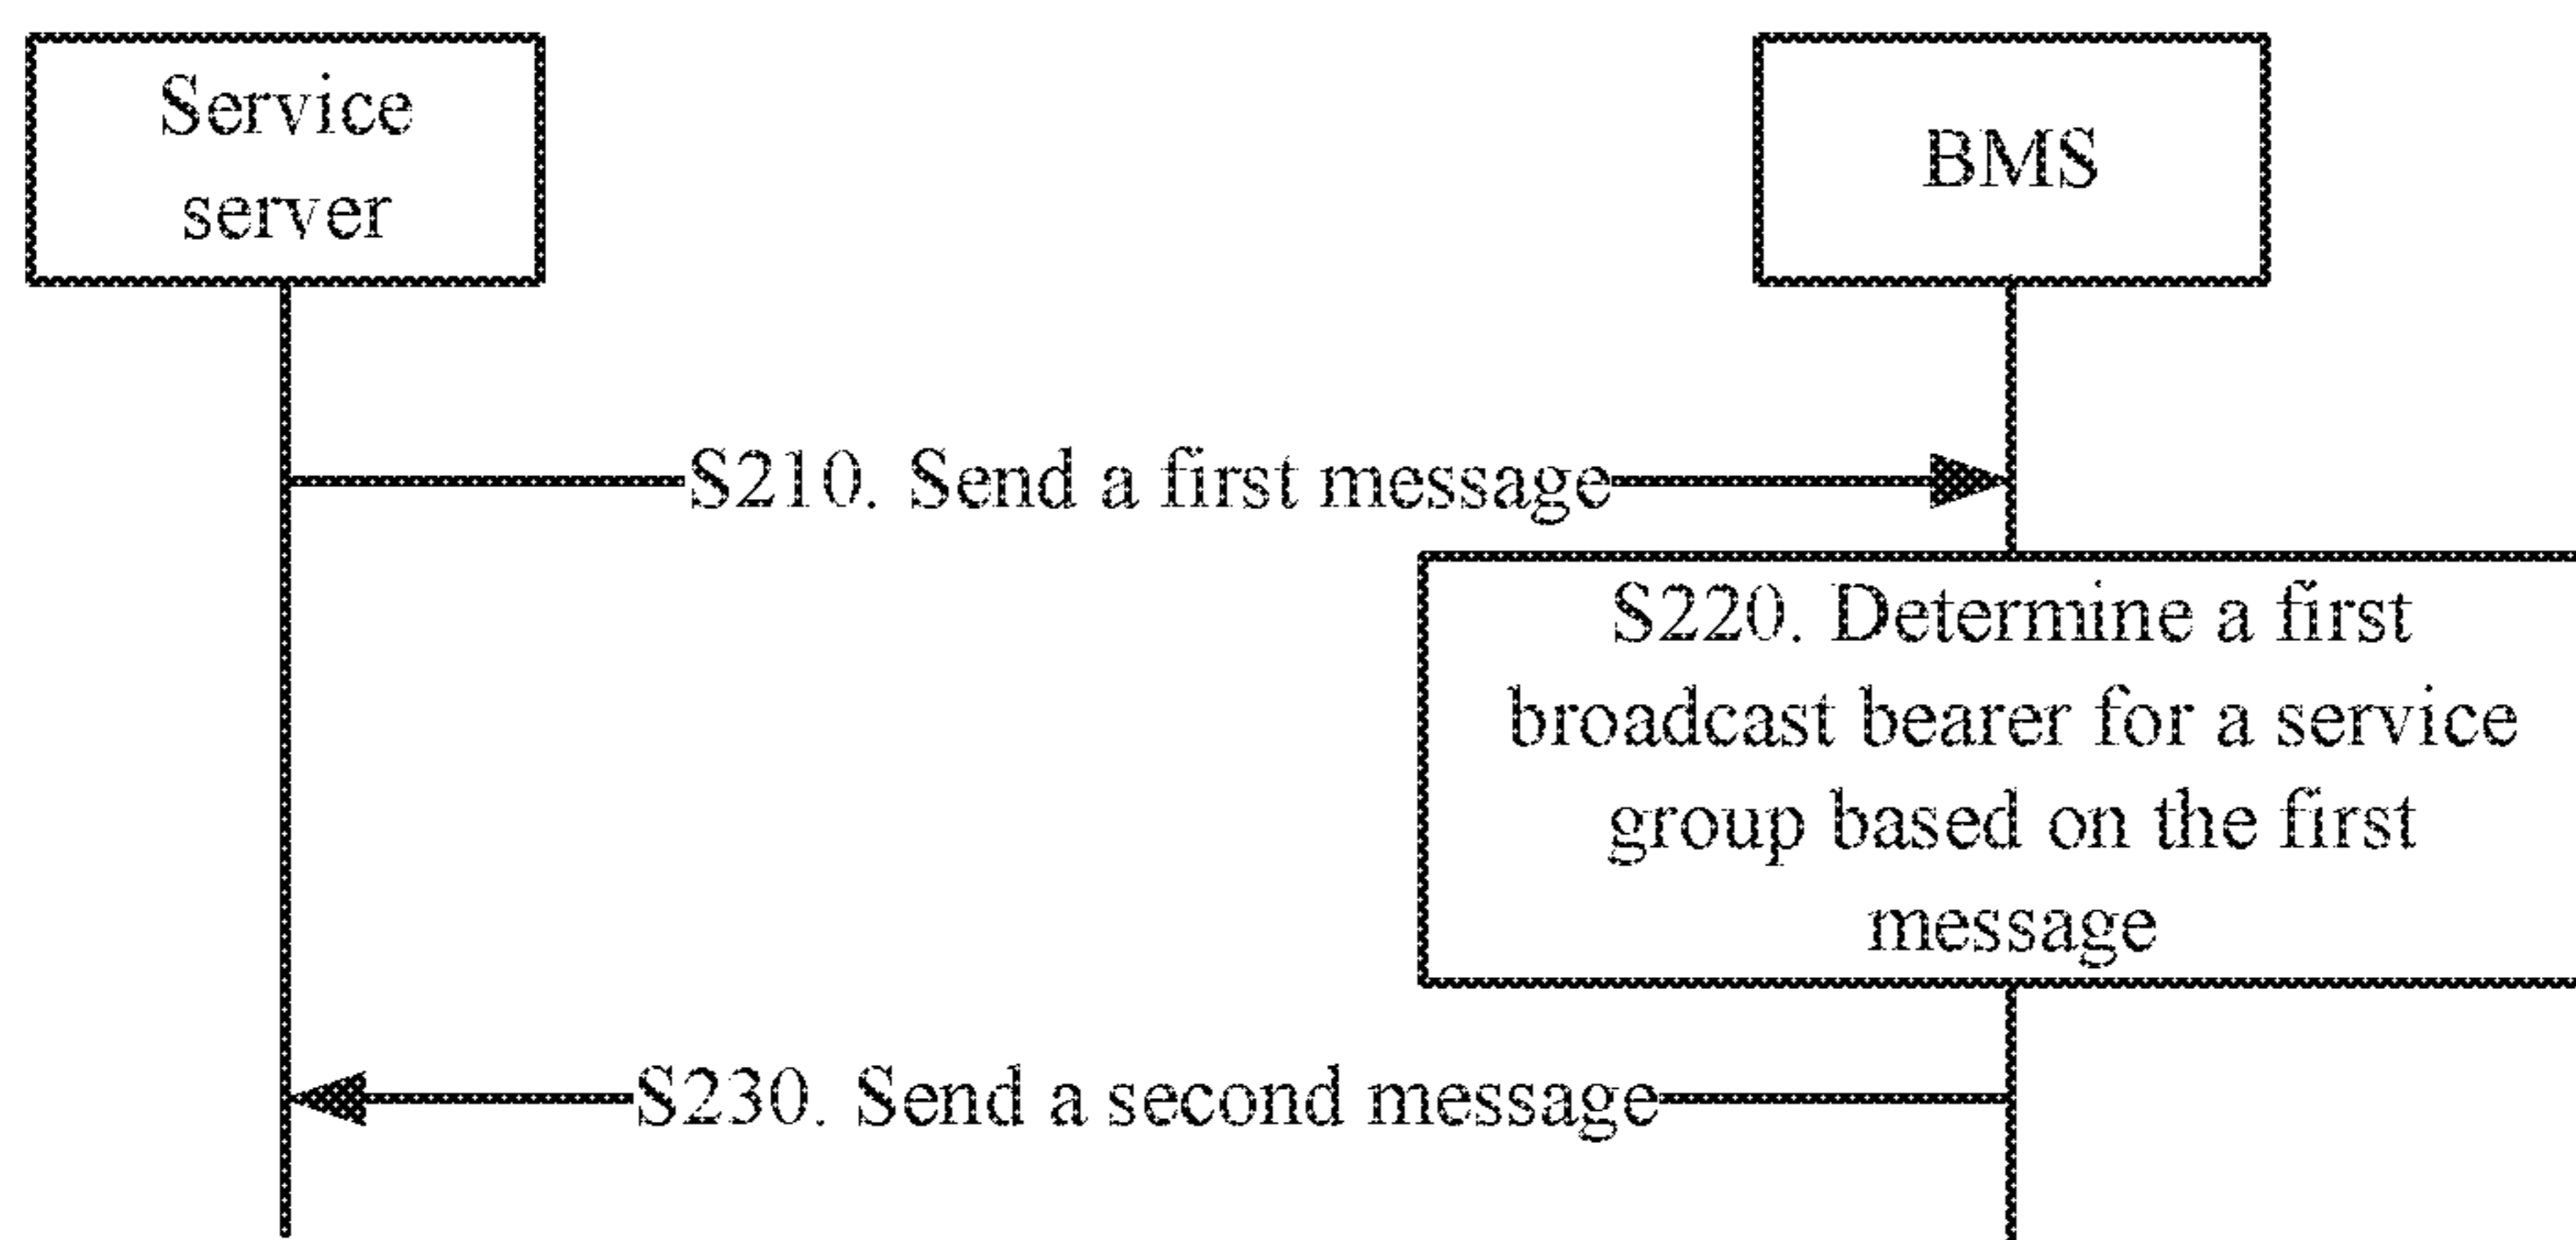 Service
server
BMS
S210. Send a first message
S220. Determine a first
broadcast bearer for a service
group based on the first
message
S230. Send a second message